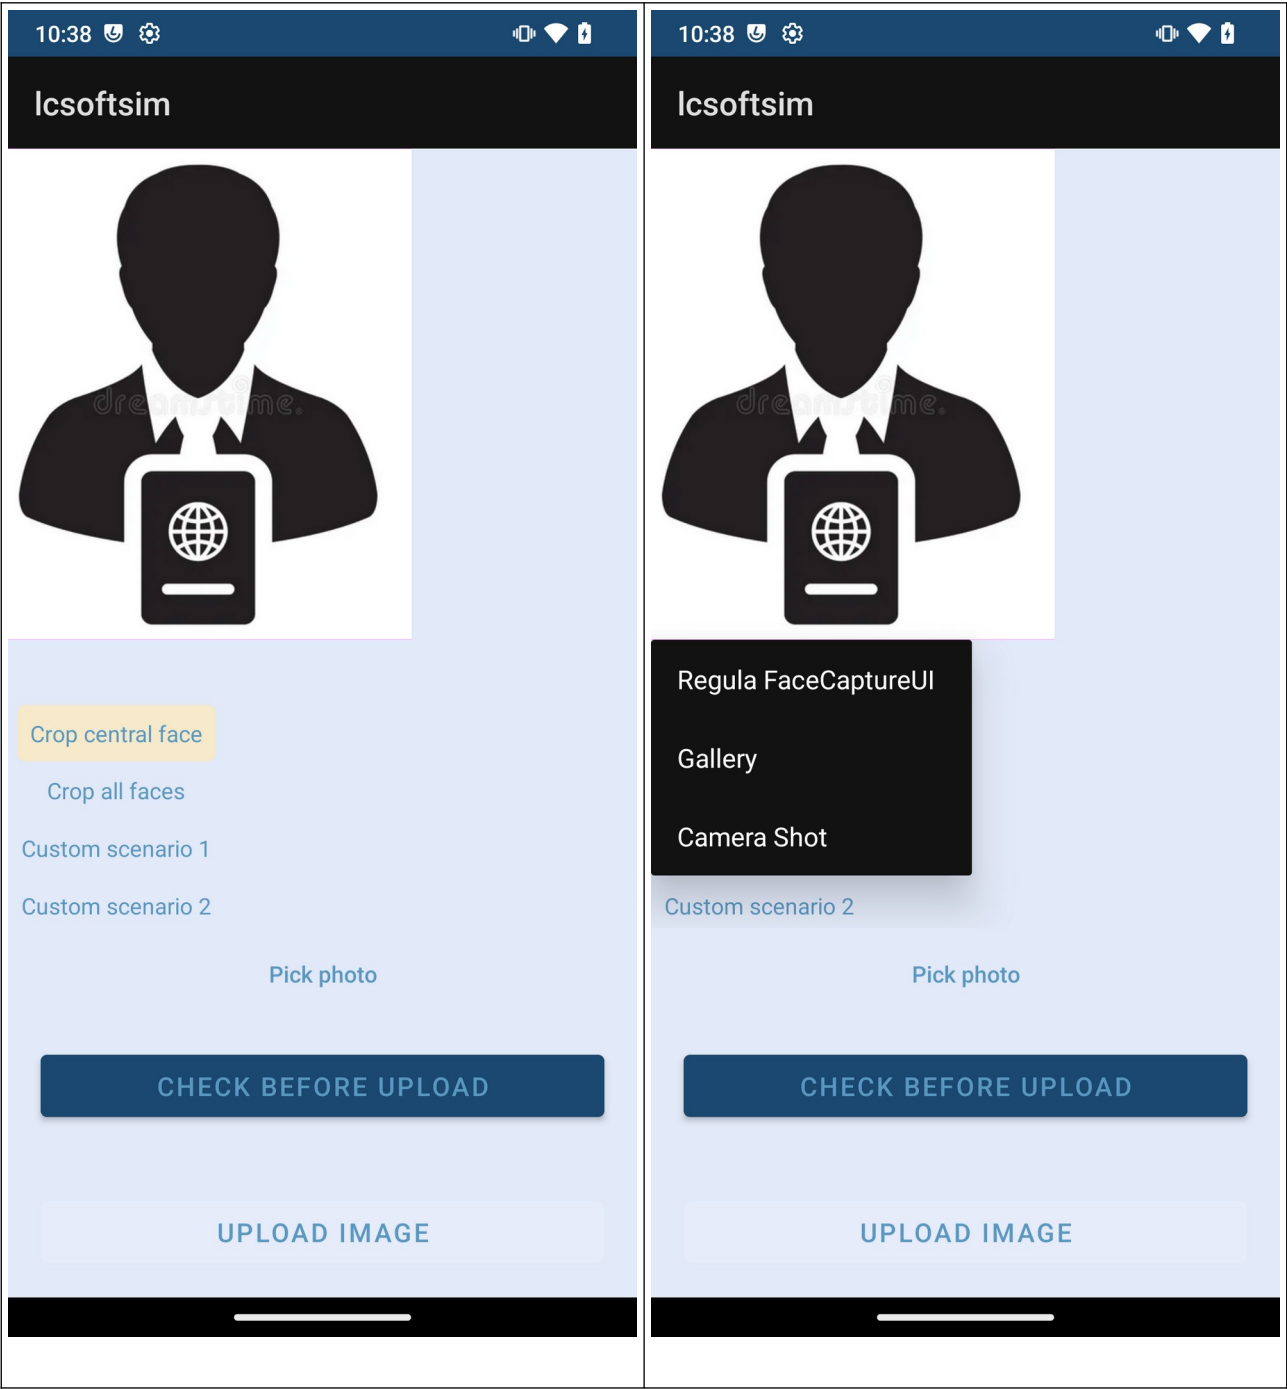 10:38
lcsoftsim
dreamstime.
Crop central face
Crop all faces
Custom scenario 1
Custom scenario 2
Pick photo
CHECK BEFORE UPLOAD
UPLOAD IMAGE
10:38
lcsoftsim
dreamstime.
Regula FaceCaptureUI
Gallery
Camera Shot
Custom scenario 2
Pick photo
CHECK BEFORE UPLOAD
UPLOAD IMAGE